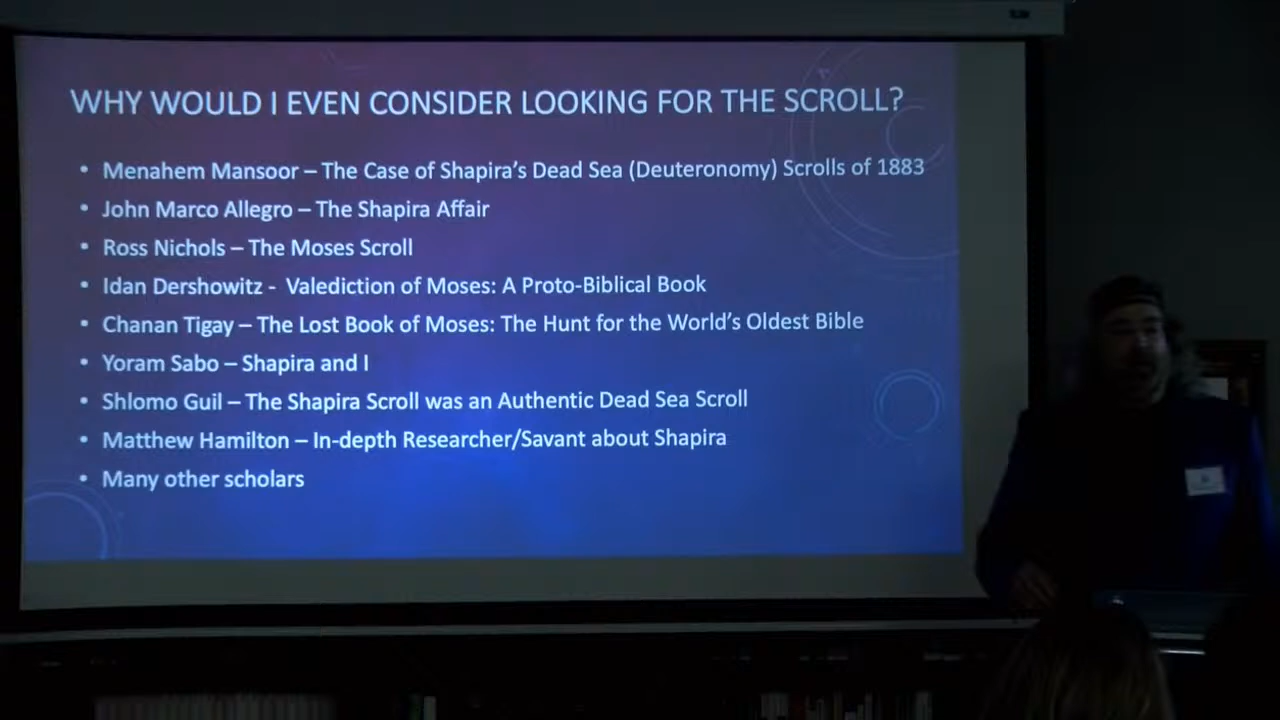 WHY WOULD I EVEN CONSIDER LOOKING FOR THE SCROLL?
• Menahem Mansoor – The Case of Shapira's Dead Sea (Deuteronomy) Scrolls of 1883
• John Marco Allegro – The Shapira Affair
• Ross Nichols – The Moses Scroll
• Idan Dershowitz - Valediction of Moses: A Proto-Biblical Book
• Chanan Tigay – The Lost Book of Moses: The Hunt for the World's Oldest Bible
• Yoram Sabo – Shapira and I
• Shlomo Guil – The Shapira Scroll was an Authentic Dead Sea Scroll
• Matthew Hamilton – In-depth Researcher/Savant about Shapira
• Many other scholars